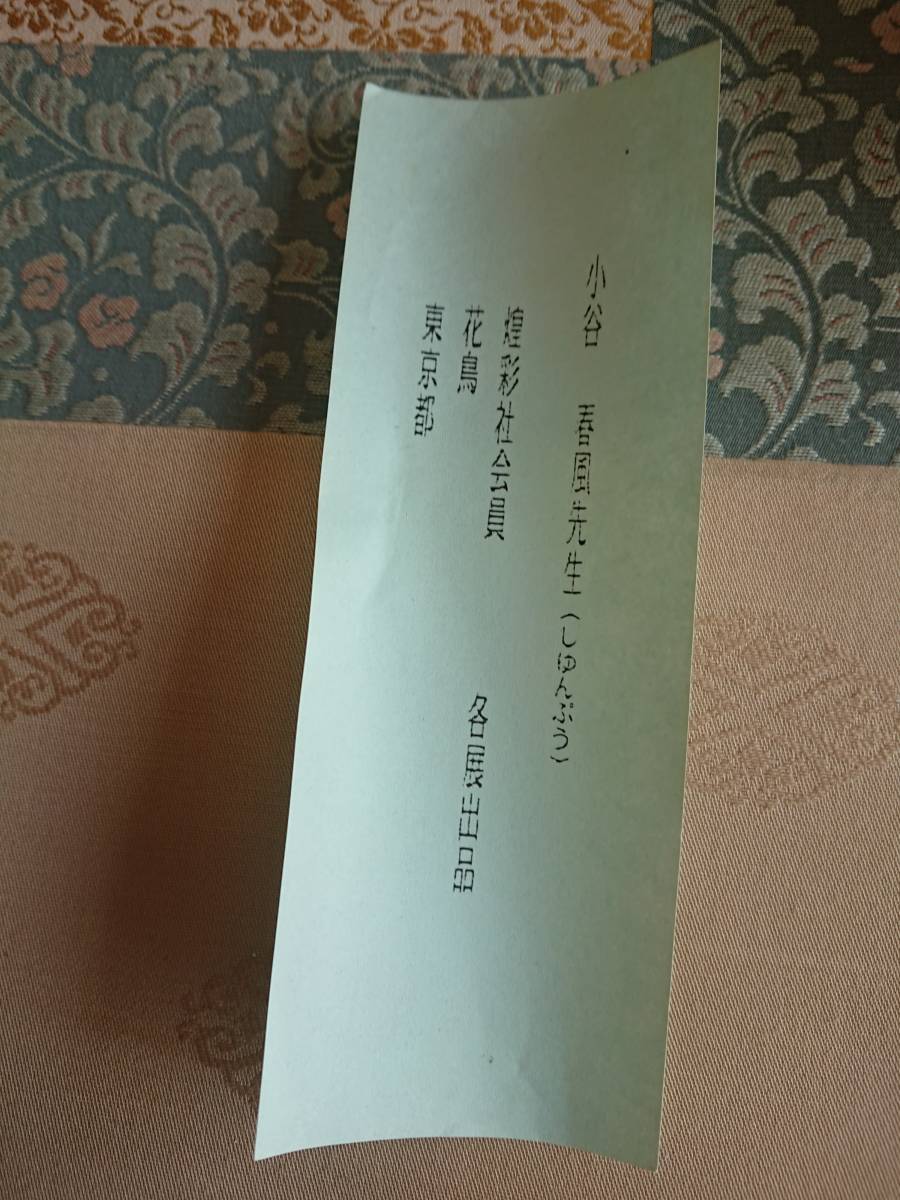 小谷 春風先生(しゅんぷう)
煌彩社会員
花鳥 各展出品
東京都